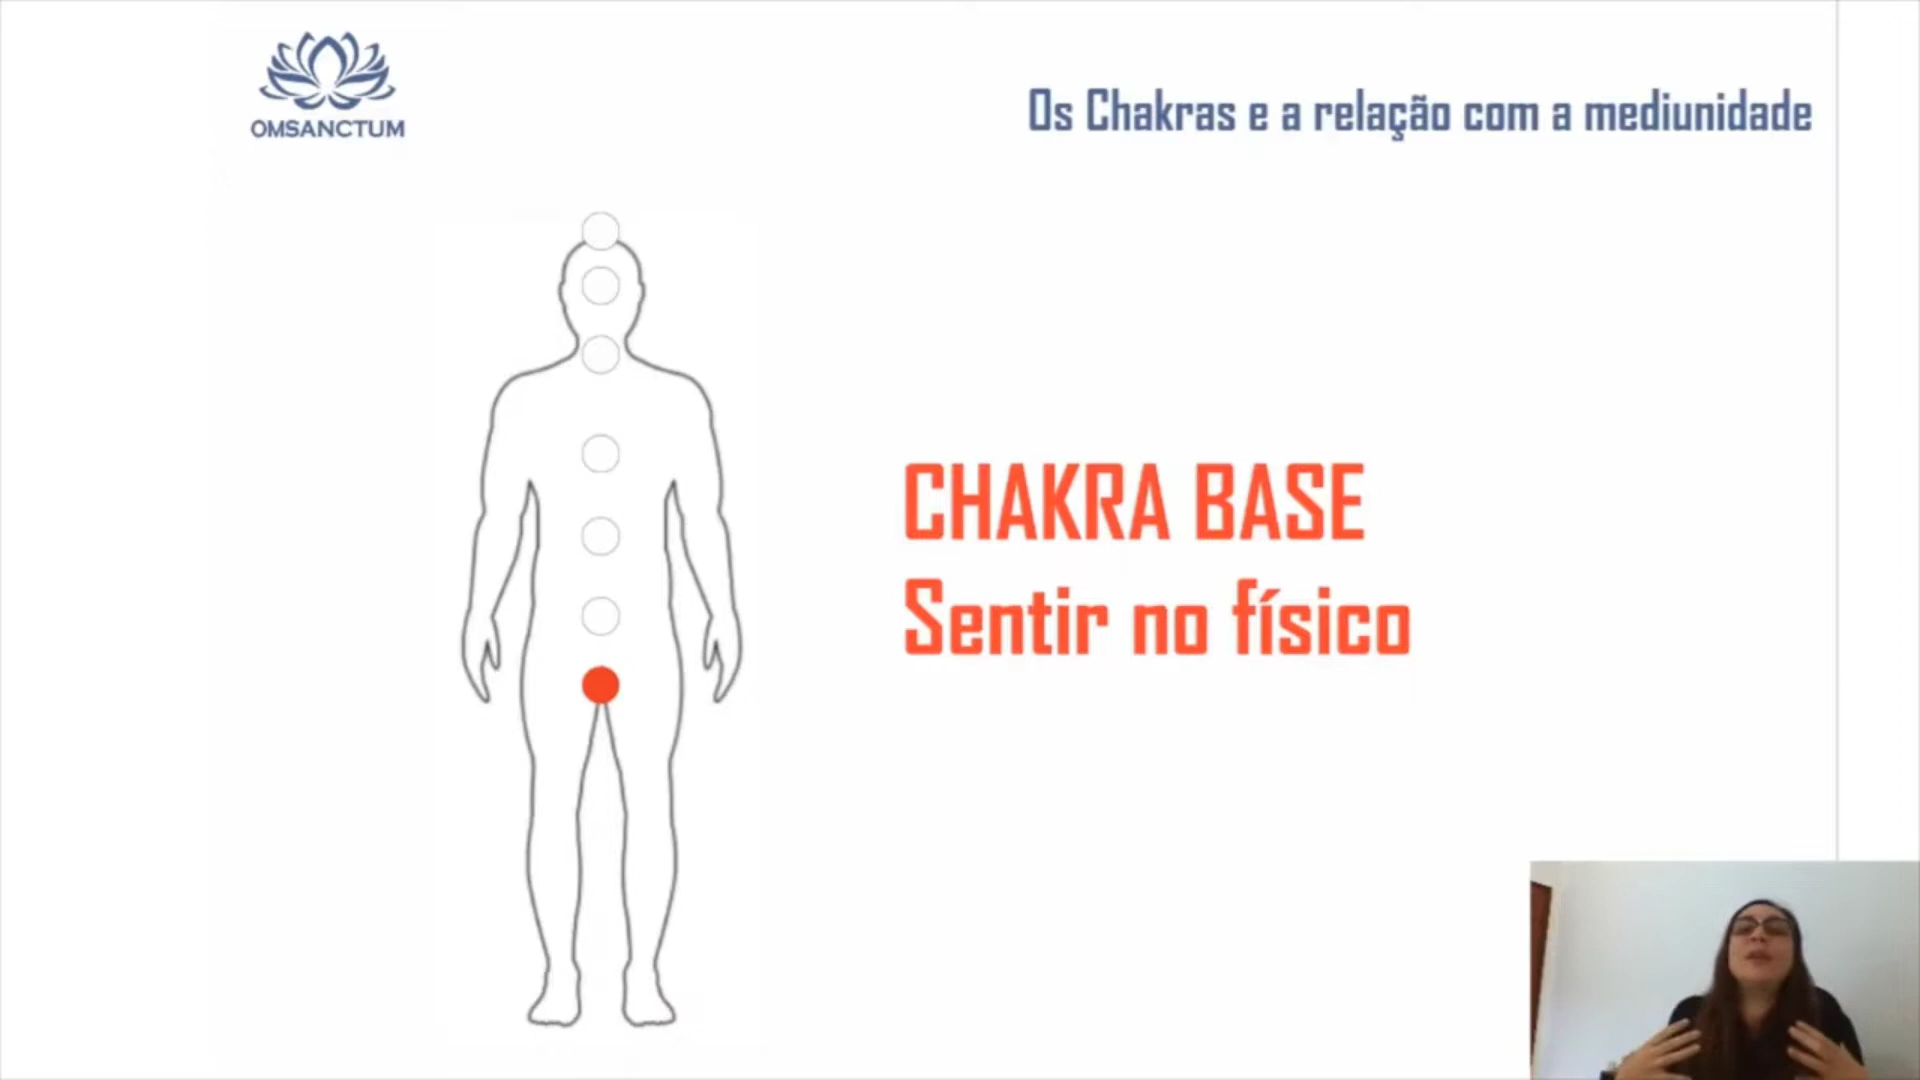 OMSANCTUM
Os Chakras e a relação com a mediunidade
CHAKRA BASE
Sentir no físico